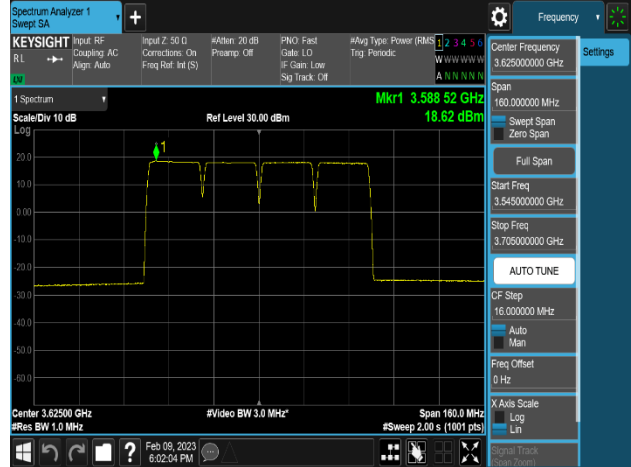 Spectrum Analyzer 1
Swept SA
Frequency
KEYSIGHT
RL
LW
Input: RF
Coupling: AC
Align: Auto
Input Z: 50 Ω
Corrections: On
Freq Ref: Int (S)
#Atten: 20 dB
Preamp: Off
PNO: Fast
Gate: LO
IF Gain: Low
Sig Track: Off
#Avg Type: Power (RMS
Trig: Periodic
1 2 3 4 5 6
W W W W W W
A N N N N N
1 Spectrum
Scale/Div 10 dB
Ref Level 30.00 dBm
Mkr1 3.588 52 GHz
18.62 dBm
Log
1
20.0
10.0
0.00
-10.0
-20.0
-30.0
-40.0
-50.0
-60.0
Center 3.62500 GHz
#Video BW 3.0 MHz*
Span 160.0 MHz
#Res BW 1.0 MHz
#Sweep 2.00 s (1001 pts)
Center Frequency
3.625000000 GHz
Settings
Span
160.000000 MHz
Swept Span
Zero Span
Full Span
Start Freq
3.545000000 GHz
Stop Freq
3.705000000 GHz
AUTO TUNE
CF Step
16.000000 MHz
Auto
Man
Freq Offset
0 Hz
X Axis Scale
Log
Lin
Signal Track
(Span Zoom)
?
Feb 09, 2023
6:02:04 PM